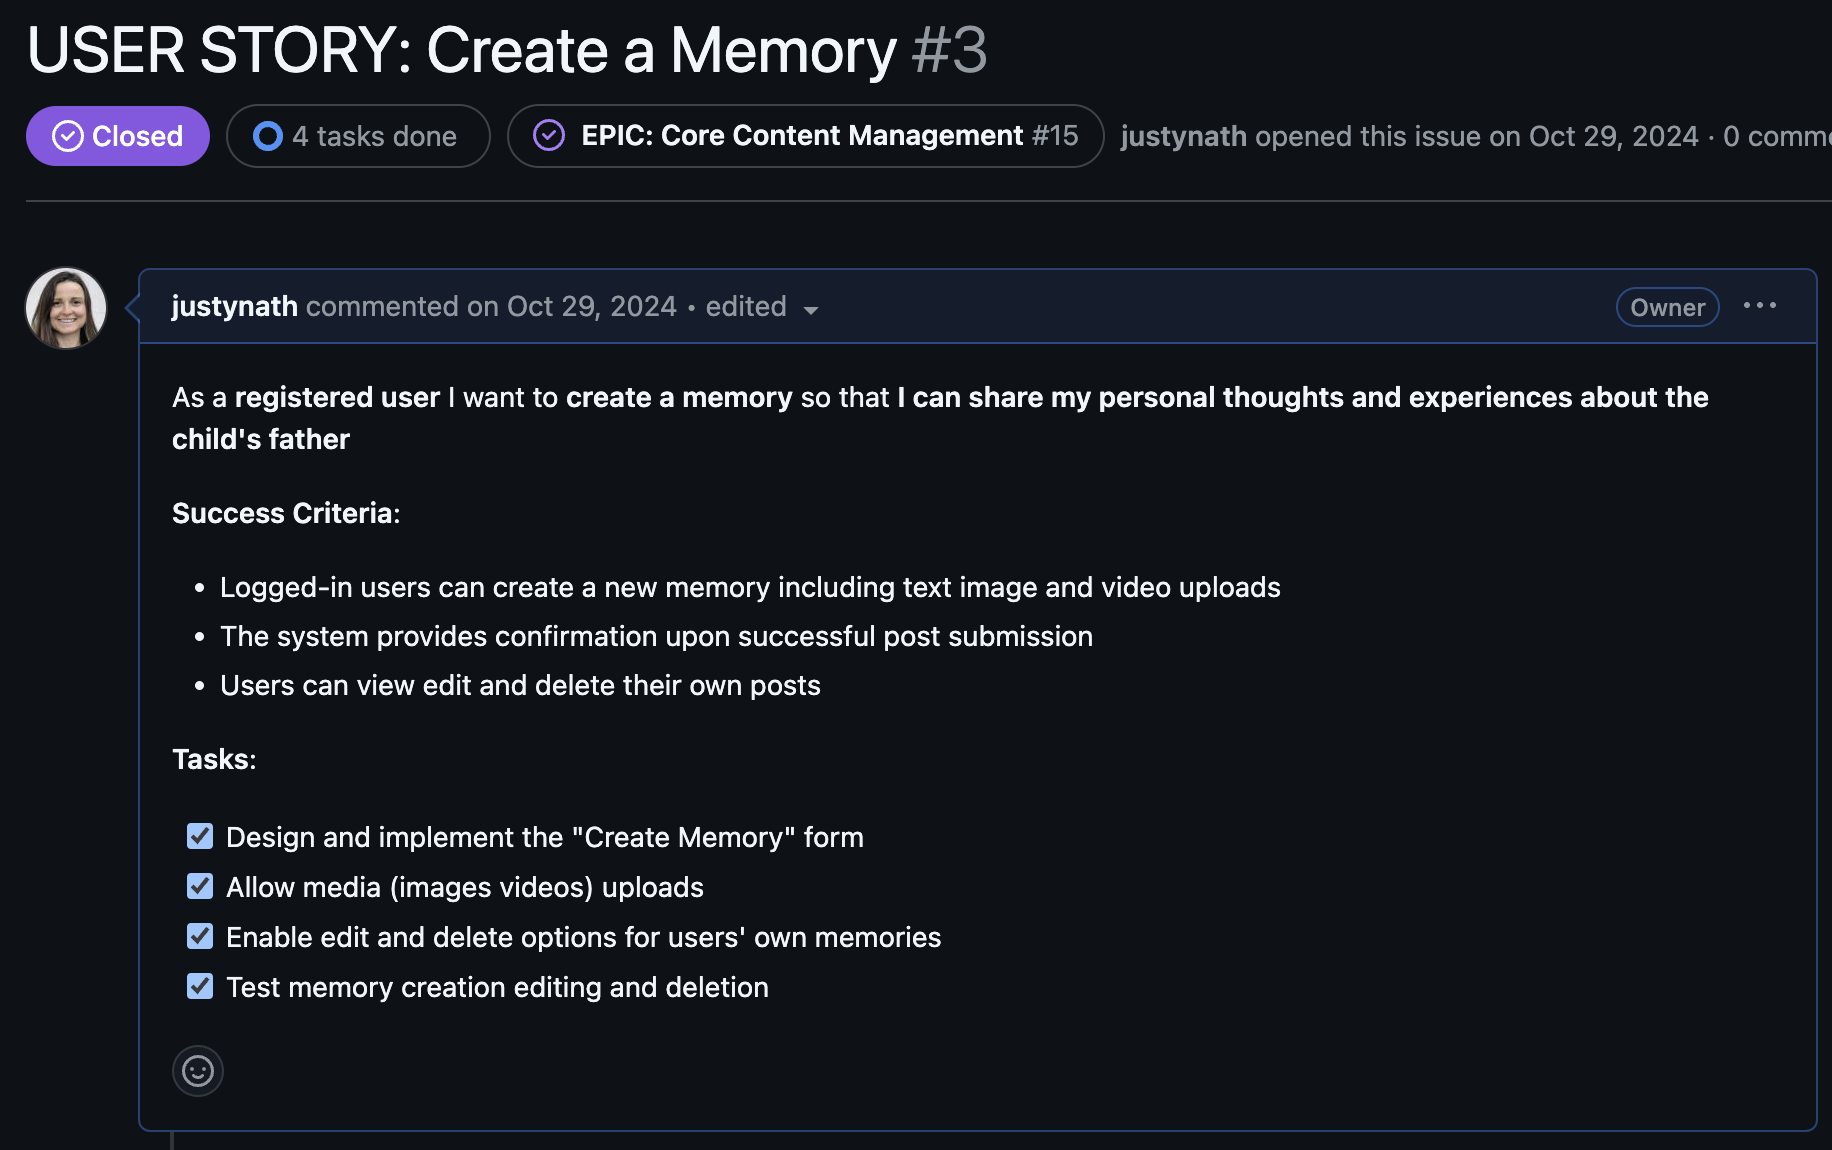 USER STORY: Create a Memory #3
Closed
4 tasks done
EPIC: Core Content Management #15
justynath opened this issue on Oct 29, 2024 · 0
justynath commented on Oct 29, 2024 • edited
Owner
As a registered user I want to create a memory so that I can share my personal thoughts and experiences about the
child's father
Success Criteria:
• Logged-in users can create a new memory including text image and video uploads
• The system provides confirmation upon successful post submission
• Users can view edit and delete their own posts
Tasks:
Design and implement the "Create Memory" form
Allow media (images videos) uploads
Enable edit and delete options for users' own memories
Test memory creation editing and deletion